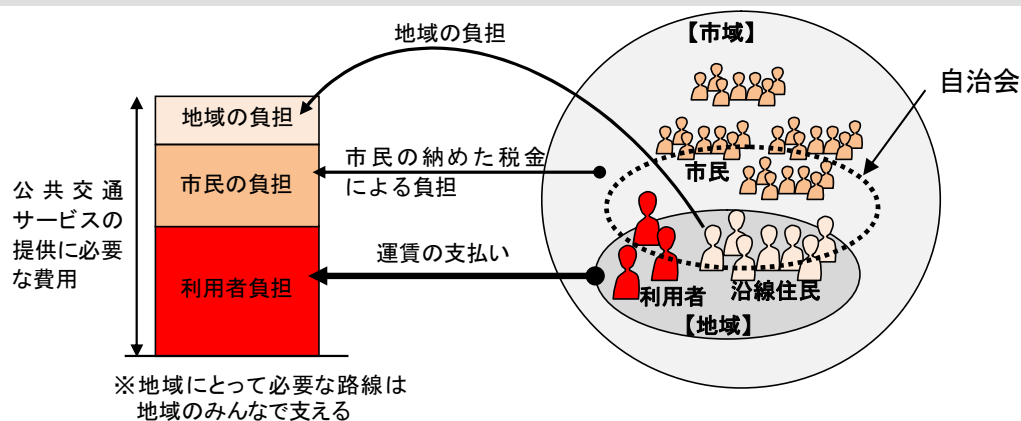 地域の負担
【市域】
自治会
地域の負担
市民の納めた税金
による負担
市民
公共交通
サービスの
提供に必要
な費用
市民の負担
運賃の支払い
利用者負担
利用者
沿線住民
【地域】
※地域にとって必要な路線は
地域のみんなで支える